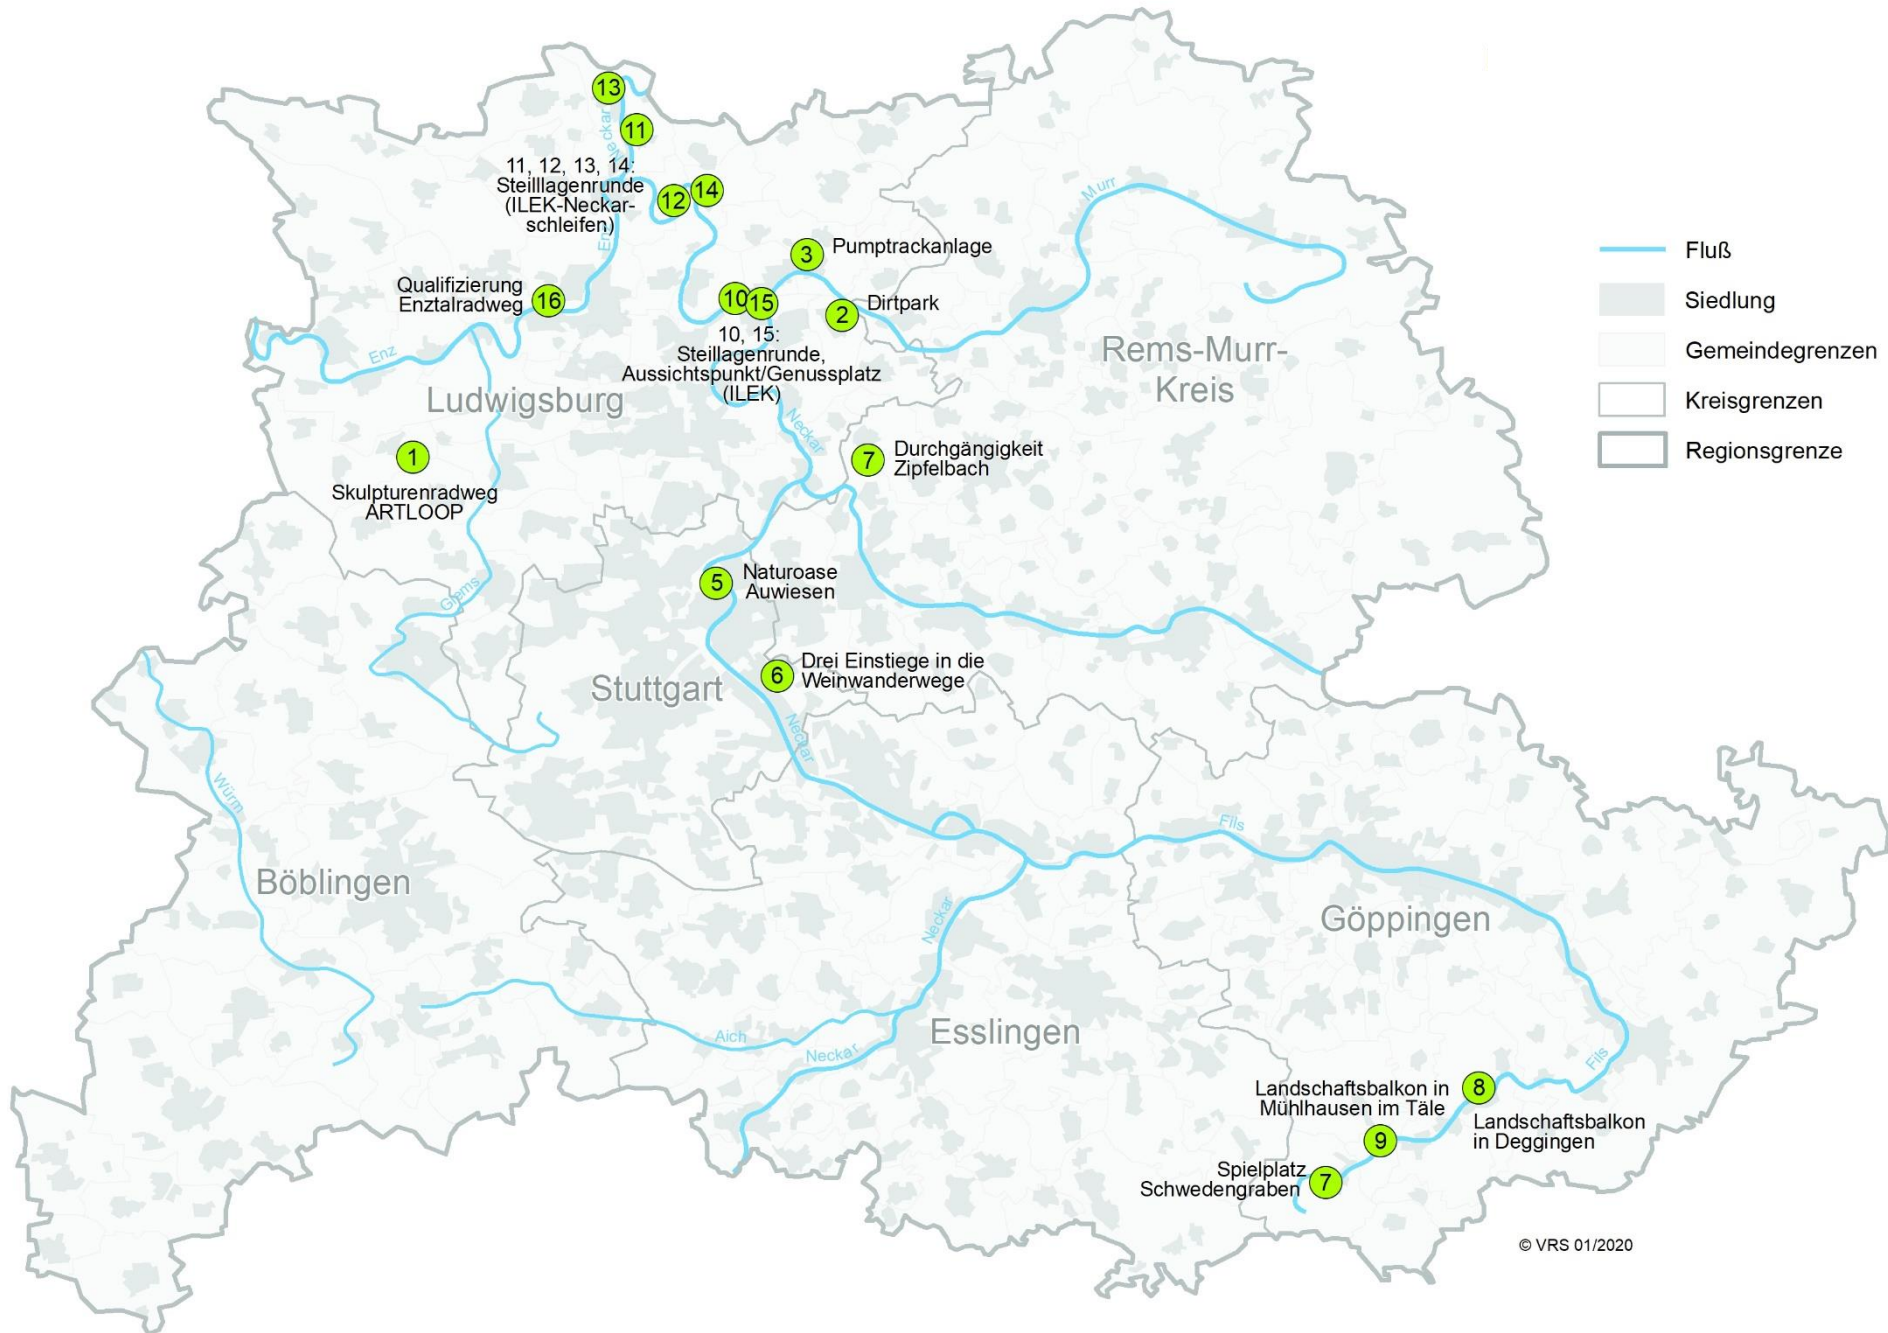 13
Neckar
11
11, 12, 13, 14:
Steilllagenrunde
(ILEK-Neckar-
schleifen)
12
14
Murr
3
Pumptrackanlage
Fluß
Siedlung
Gemeindegrenzen
Kreisgrenzen
Regionsgrenze
Qualifizierung
Enztalradweg
16
10
15
2
Dirtpark
10, 15:
Steillagenrunde,
Aussichtspunkt/Genussplatz
(ILEK)
Enz
Rems-Murr-
Kreis
Ludwigsburg
Neckar
1
Skulpturenradweg
ARTLOOP
7
Durchgängigkeit
Zipfelbach
Glems
5
Naturoase
Auwiesen
6
Drei Einstiege in die
Weinwanderwege
Stuttgart
Neckar
Würm
Fils
Böblingen
Göppingen
Neckar
Esslingen
Aich
Neckar
Fils
Landschaftsbalkon in
Mühlhausen im Täle
8
Landschaftsbalkon
in Deggingen
9
Spielplatz
Schwedengraben
7
© VRS 01/2020